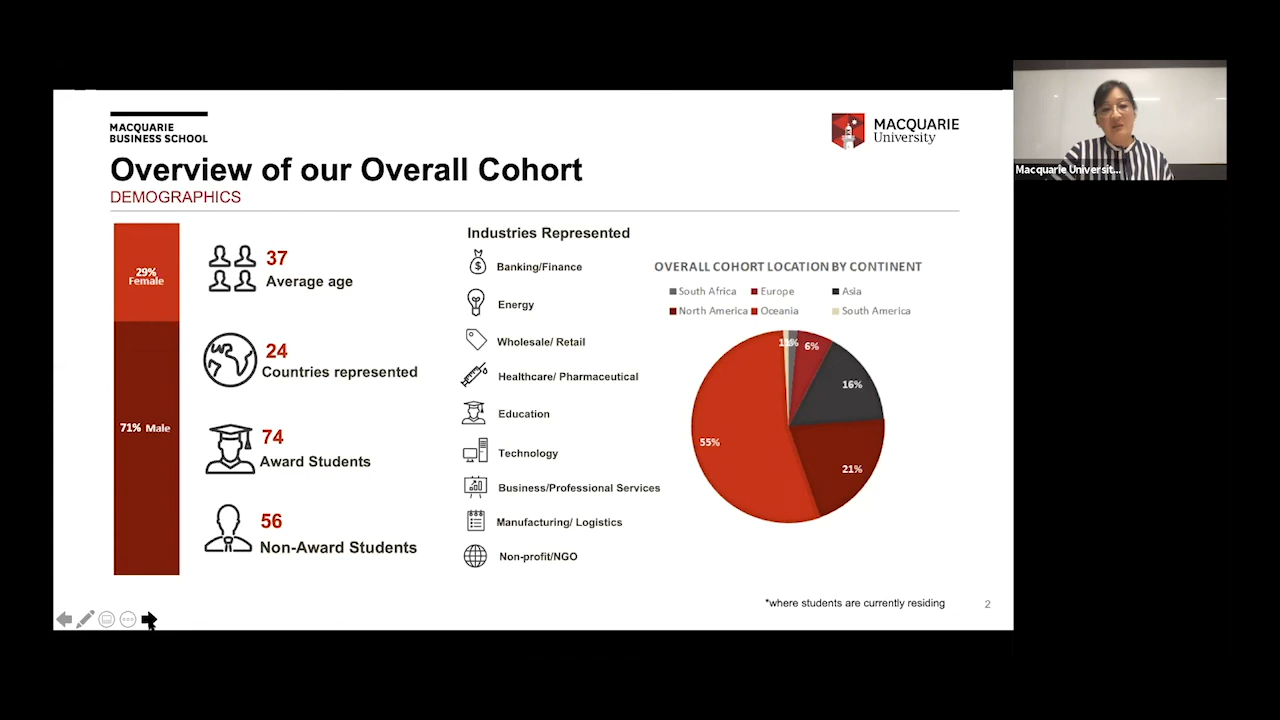 MACQUARIE
BUSINESS SCHOOL
MACQUARIE
University
Overview of our Overall Cohort
DEMOGRAPHICS
29%
Female
71% Male
37
Average age
24
Countries represented
74
Award Students
56
Non-Award Students
Industries Represented
Banking/Finance
Energy
Wholesale/ Retail
Healthcare/ Pharmaceutical
Education
Technology
Business/Professional Services
Manufacturing/ Logistics
Non-profit/NGO
OVERALL COHORT LOCATION BY CONTINENT
South Africa Europe Asia
North America Oceania South America
6%
16%
55%
21%
*where students are currently residing
2
Macquarie Universit...